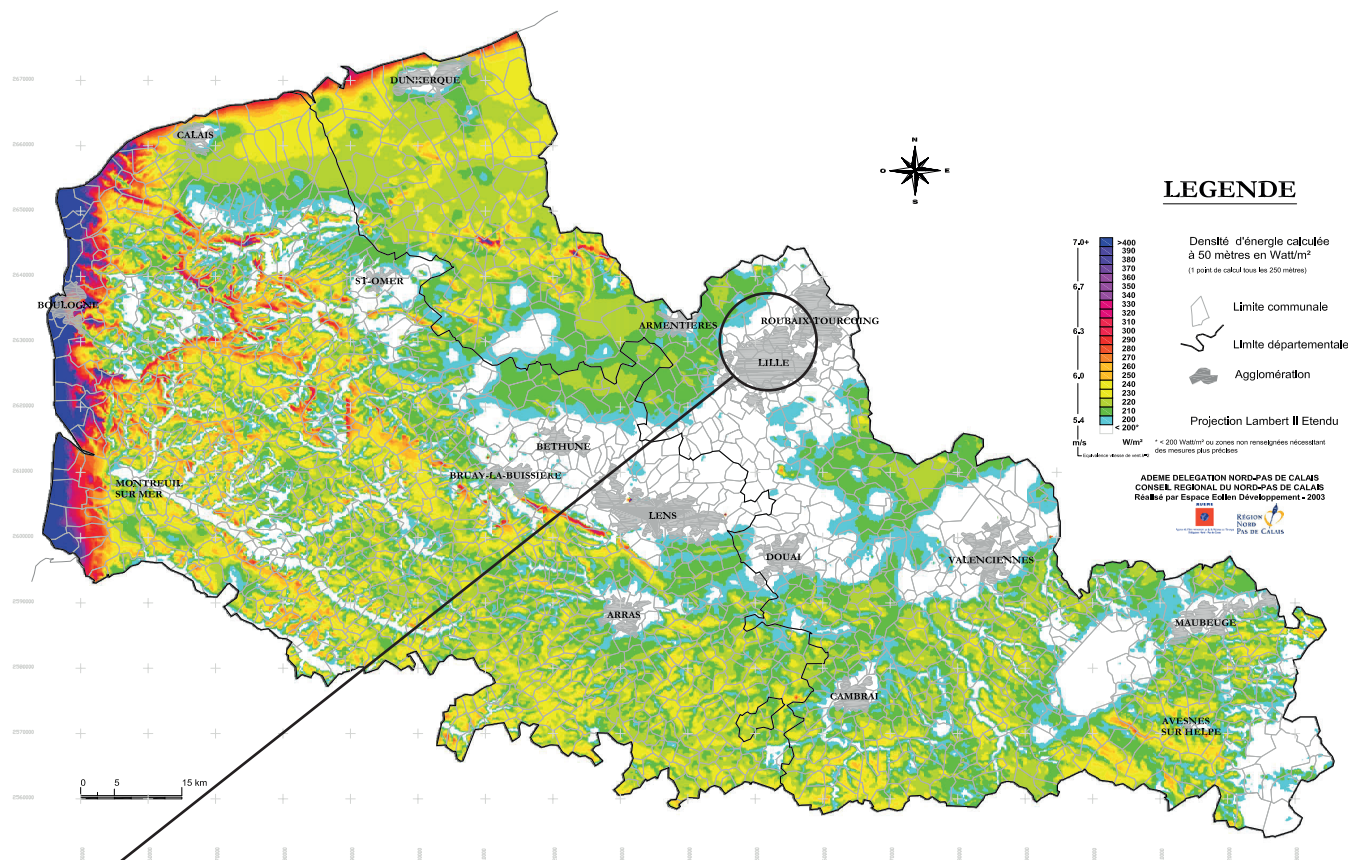 DUNKERQUE
CALAIS
N
O
E
S
BOULOGNE
ST-OMER
ARMENTIERES
ROUBAIX-TOURCOING
LILLE
BETHUNE
BRUAY-LA-BUISSIÈRE
MONTREUIL
SUR MER
LENS
DOUAI
VALENCIENNES
ARRAS
MAUBEUGE
CAMBRAI
AVESNES
SUR HELPE
0 5 15 km
LEGENDE
7.0+
6.7
6.3
6.0
5.4
m/s
>400
390
380
370
360
350
340
330
320
310
300
290
280
270
260
250
240
230
220
210
200
< 200*
W/m²
Densité d'énergie calculée
à 50 mètres en Watt/m²
(1 point de calcul tous les 250 mètres)
Limite communale
Limite départementale
Agglomération
Projection Lambert II Etendu
* < 200 Watt/m² ou zones non renseignées nécessitant
des mesures plus précises
ADEME DELEGATION NORD-PAS DE CALAIS
CONSEIL REGIONAL DU NORD-PAS DE CALAIS
Réalisé par Espace Eolien Développement - 2003
RÉGION
NORD
PAS DE CALAIS